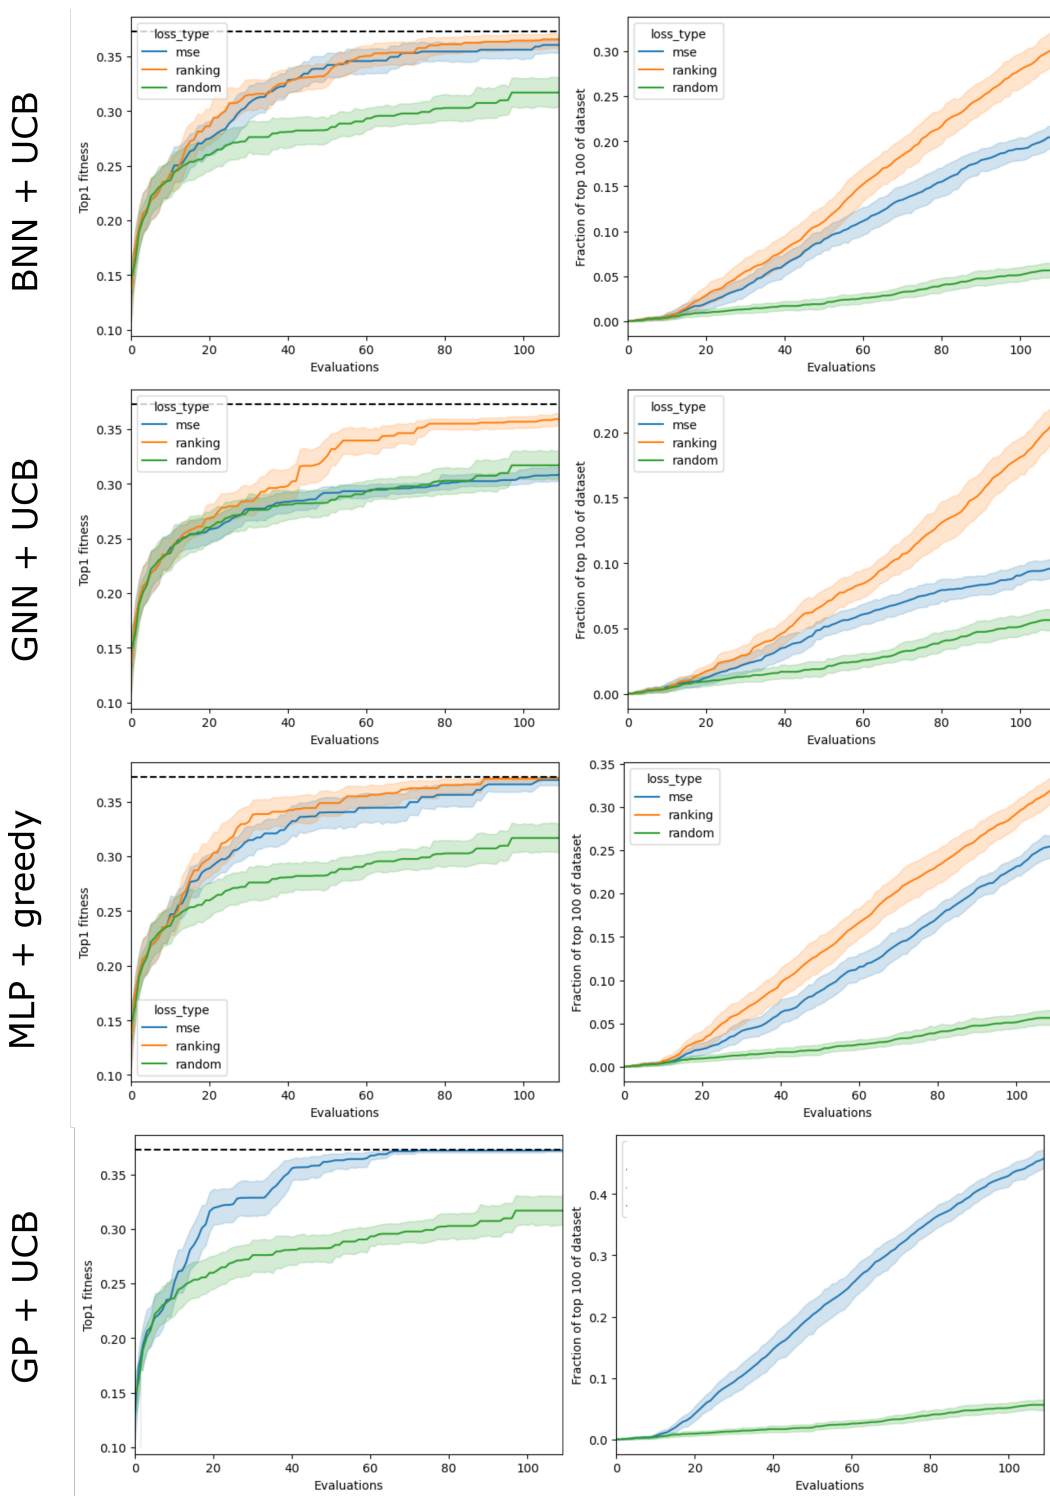 BNN + UCB
Top1 fitness
0.35
0.30
0.25
0.20
0.15
0.10
loss_type
mse
ranking
random
0 20 40 60 80 100
Evaluations
Fraction of top 100 of dataset
0.30
0.25
0.20
0.15
0.10
0.05
0.00
loss_type
mse
ranking
random
0 20 40 60 80 100
Evaluations
GNN + UCB
Top1 fitness
0.35
0.30
0.25
0.20
0.15
0.10
loss_type
mse
ranking
random
0 20 40 60 80 100
Evaluations
Fraction of top 100 of dataset
0.20
0.15
0.10
0.05
0.00
loss_type
mse
ranking
random
0 20 40 60 80 100
Evaluations
MLP + greedy
Top1 fitness
0.35
0.30
0.25
0.20
0.15
0.10
loss_type
mse
ranking
random
0 20 40 60 80 100
Evaluations
Fraction of top 100 of dataset
0.35
0.30
0.25
0.20
0.15
0.10
0.05
0.00
loss_type
mse
ranking
random
0 20 40 60 80 100
Evaluations
GP + UCB
Top1 fitness
0.35
0.30
0.25
0.20
0.15
0.10
0 20 40 60 80 100
Evaluations
Fraction of top 100 of dataset
0.4
0.3
0.2
0.1
0.0
0 20 40 60 80 100
Evaluations